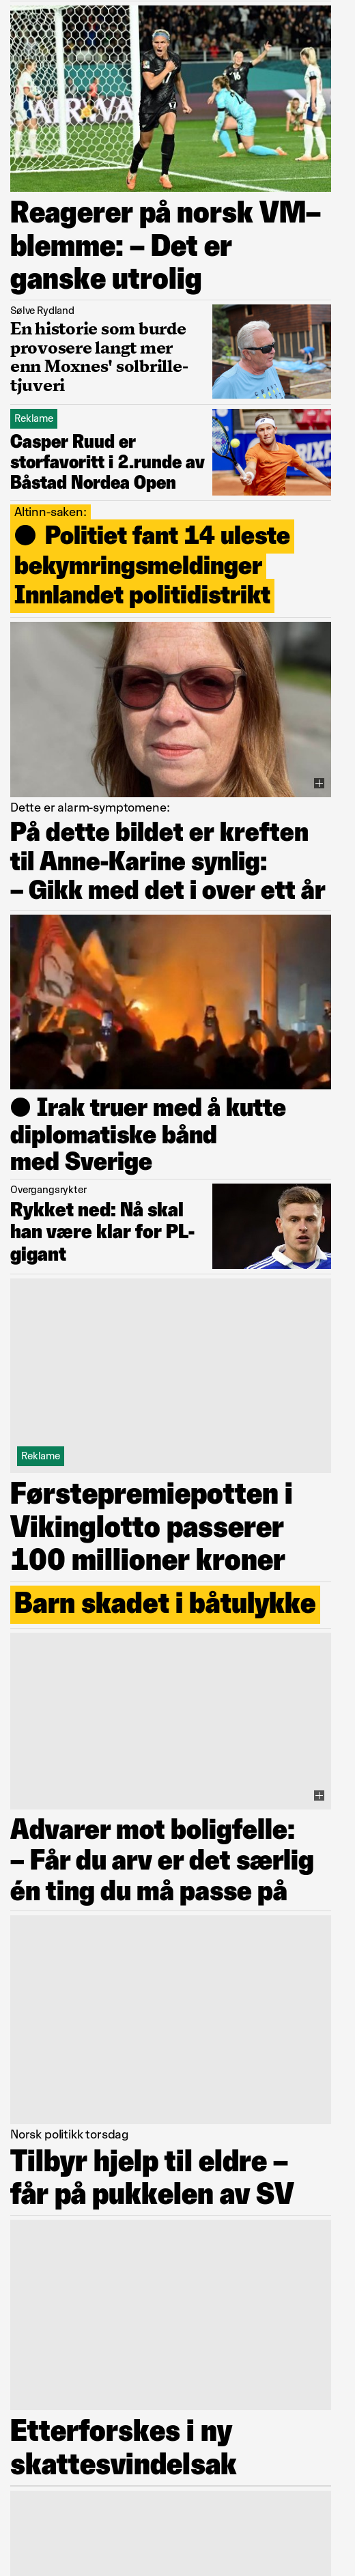 17
Reagerer på norsk VM–
blemme: – Det er
ganske utrolig
Sølve Rydland
En historie som burde
provosere langt mer
enn Moxnes' solbrille-
tjuveri
Reklame
Casper Ruud er
storfavoritt i 2.runde av
Båstad Nordea Open
Altinn-saken:
● Politiet fant 14 uleste
bekymringsmeldinger
Innlandet politidistrikt
Dette er alarm-symptomene:
På dette bildet er kreften
til Anne-Karine synlig:
– Gikk med det i over ett år
● Irak truer med å kutte
diplomatiske bånd
med Sverige
Overgangsrykter
Rykket ned: Nå skal
han være klar for PL-
gigant
Reklame
Førstepremiepotten i
Vikinglotto passerer
100 millioner kroner
Barn skadet i båtulykke
Advarer mot boligfelle:
– Får du arv er det særlig
én ting du må passe på
Norsk politikk torsdag
Tilbyr hjelp til eldre –
får på pukkelen av SV
Etterforskes i ny
skattesvindelsak